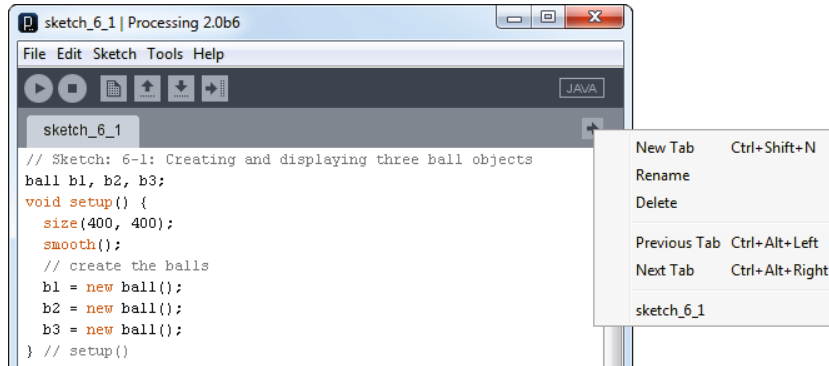 sketch_6_1 | Processing 2.0b6
File Edit Sketch Tools Help
JAVA
sketch_6_1
// Sketch: 6-1: Creating and displaying three ball objects
ball b1, b2, b3;
void setup() {
  size(400, 400);
  smooth();
  // create the balls
  b1 = new ball();
  b2 = new ball();
  b3 = new ball();
} // setup()
New Tab Ctrl+Shift+N
Rename
Delete
Previous Tab Ctrl+Alt+Left
Next Tab Ctrl+Alt+Right
sketch_6_1